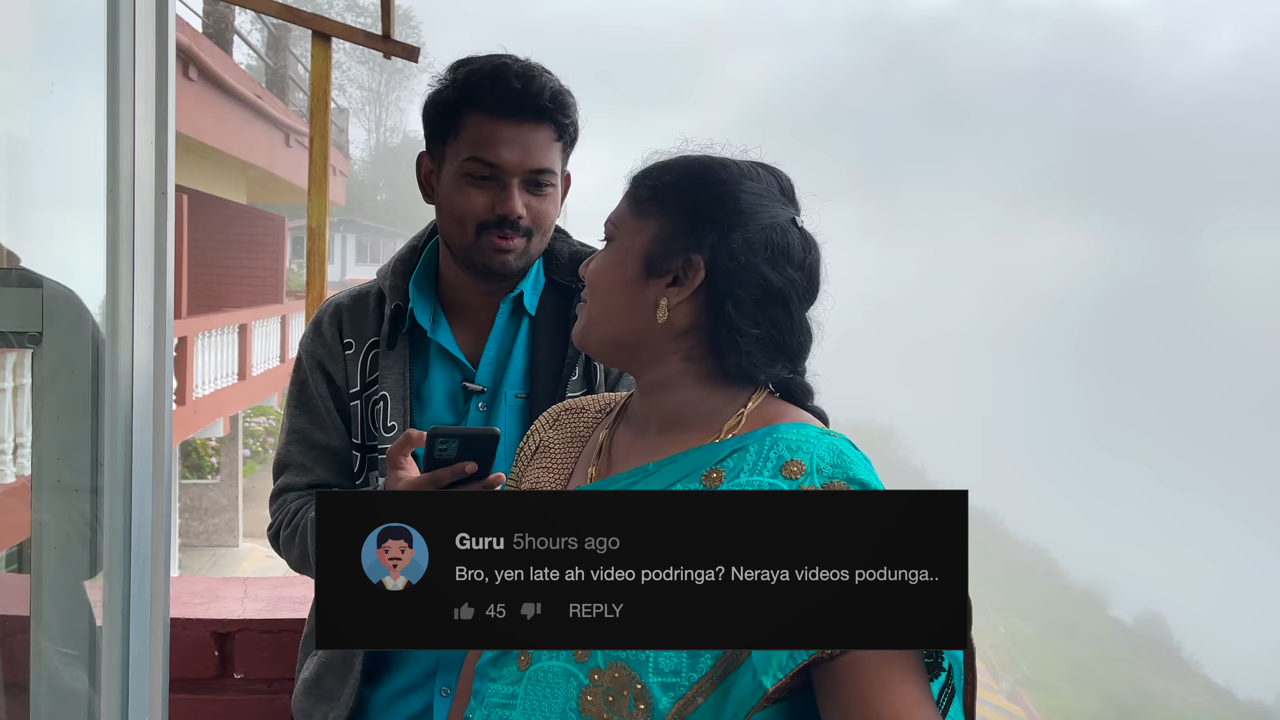 Guru 5hours ago
Bro, yen late ah video podringa? Neraya videos podunga..
45 REPLY